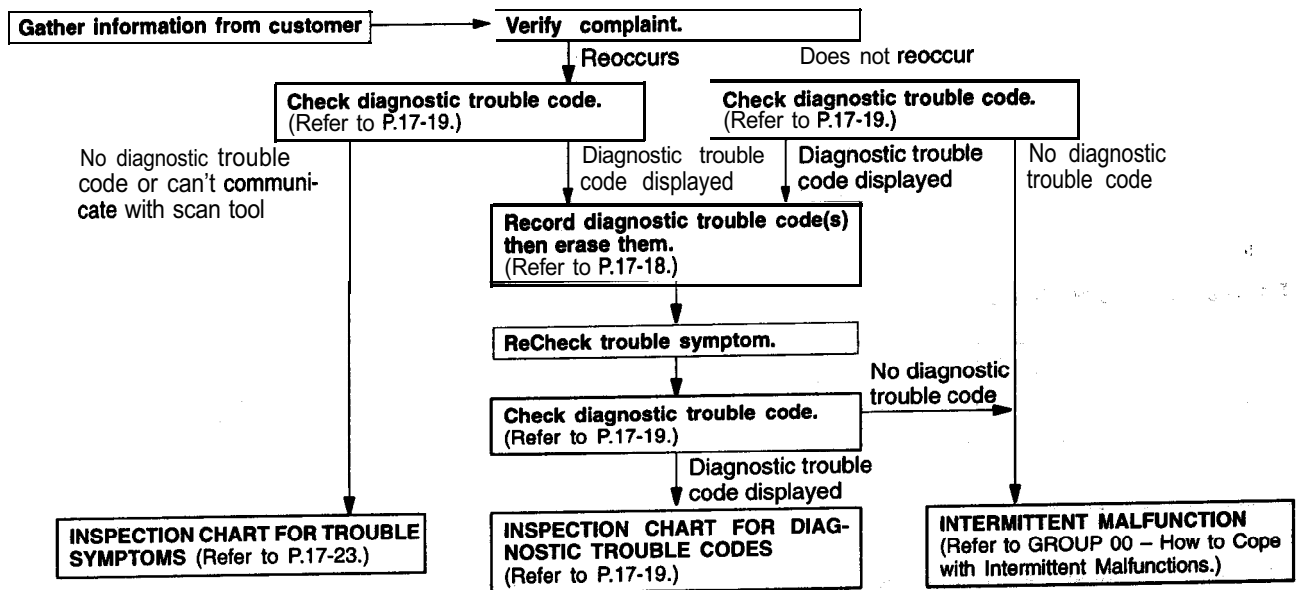 Gather information from customer
Verify complaint.
Reoccurs
Does not reoccur
Check diagnostic trouble code.
(Refer to P.17-19.)
Check diagnostic trouble code.
(Refer to P.17-19.)
No diagnostic trouble
code or can't communi-
cate with scan tool
Diagnostic trouble
code displayed
Diagnostic trouble
code displayed
No diagnostic
trouble code
Record diagnostic trouble code(s)
then erase them.
(Refer to P.17-18.)
ReCheck trouble symptom.
No diagnostic
trouble code
Check diagnostic trouble code.
(Refer to P.17-19.)
Diagnostic trouble
code displayed
INSPECTION CHART FOR TROUBLE
SYMPTOMS (Refer to P.17-23.)
INSPECTION CHART FOR DIAG-
NOSTIC TROUBLE CODES
(Refer to P.17-19.)
INTERMITTENT MALFUNCTION
(Refer to GROUP 00 – How to Cope
with Intermittent Malfunctions.)